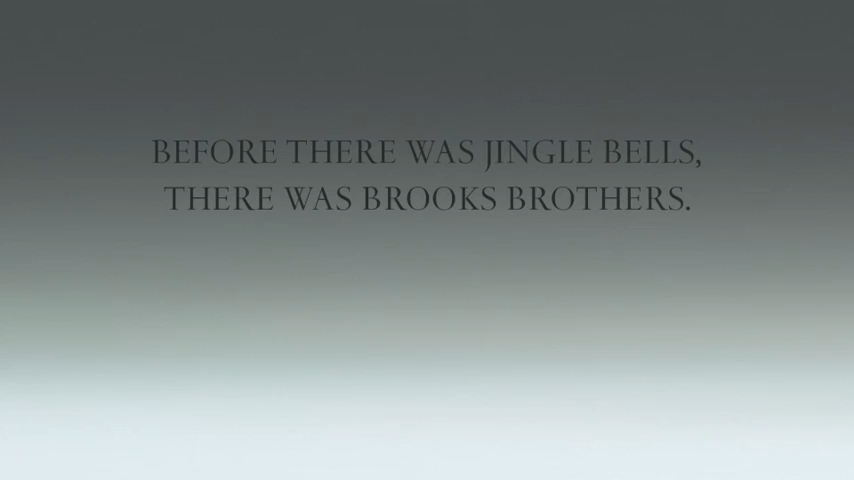 BEFORE THERE WAS JINGLE BELLS,
THERE WAS BROOKS BROTHERS.